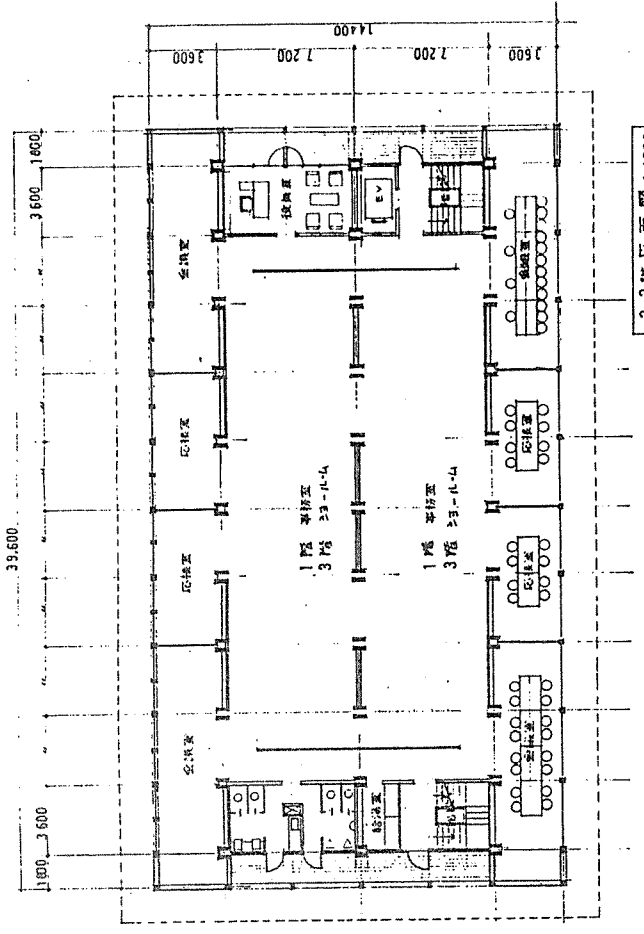 39,600
1800
3600
3600
1800
14400
3600
7200
7200
3600
会議室
応接室
応接室
会議室
役員室
EV
1階 事務室
3階 ショールーム
1階 事務室
3階 ショールーム
給湯室
会議室
応接室
応接室
会議室